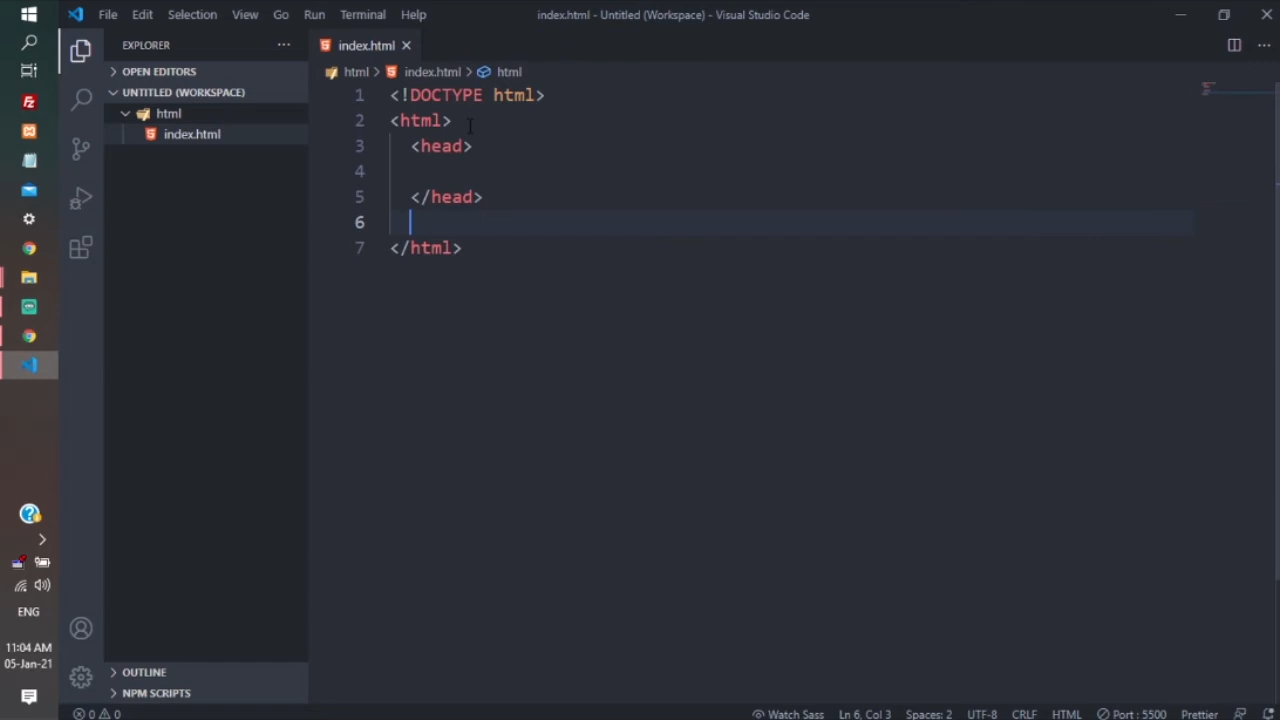 File Edit Selection View Go Run Terminal Help
index.html - Untitled (Workspace) - Visual Studio Code
EXPLORER
index.html
OPEN EDITORS
html > index.html > html
UNTITLED (WORKSPACE)
html
index.html
1 <!DOCTYPE html>
2 <html>
3 <head>
4
5 </head>
6
7 </html>
ENG
11:04 AM
05-Jan-21
OUTLINE
NPM SCRIPTS
0 0
Watch Sass Ln 6, Col 3 Spaces: 2 UTF-8 CRLF HTML Port : 5500 Prettier